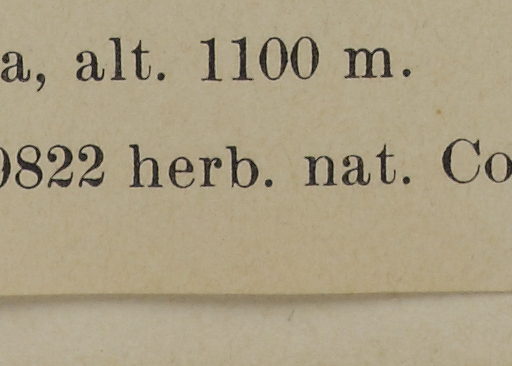 a, alt. 1100 m.
9822 herb. nat. Co